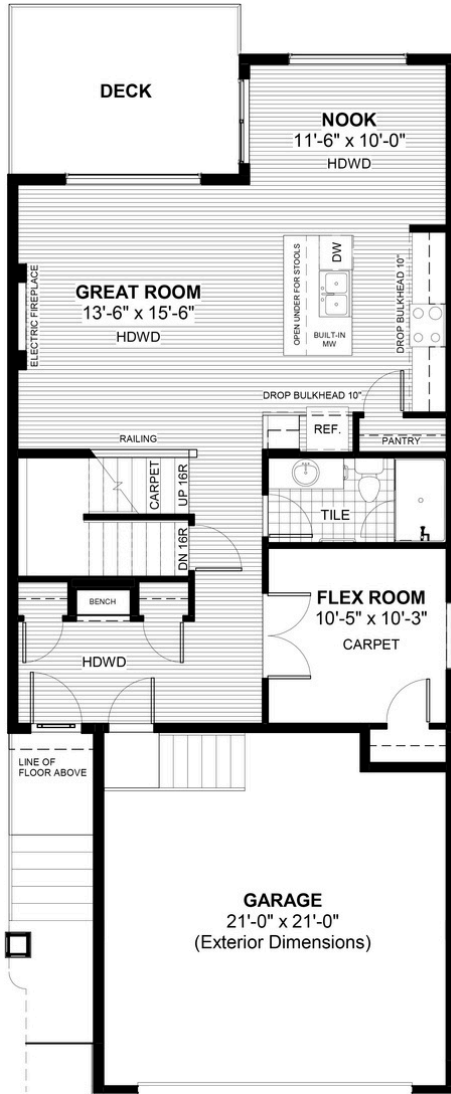 DECK
NOOK
11'-6" x 10'-0"
HDWD
ELECTRIC FIREPLACE
GREAT ROOM
13'-6" x 15'-6"
HDWD
OPEN UNDER FOR STOOLS
DW
BUILT-IN
MW
DROP BULKHEAD 10"
DROP BULKHEAD 10"
REF.
PANTRY
RAILING
CARPET
UP 16R
DN 16R
TILE
BENCH
HDWD
FLEX ROOM
10'-5" x 10'-3"
CARPET
LINE OF
FLOOR ABOVE
GARAGE
21'-0" x 21'-0"
(Exterior Dimensions)